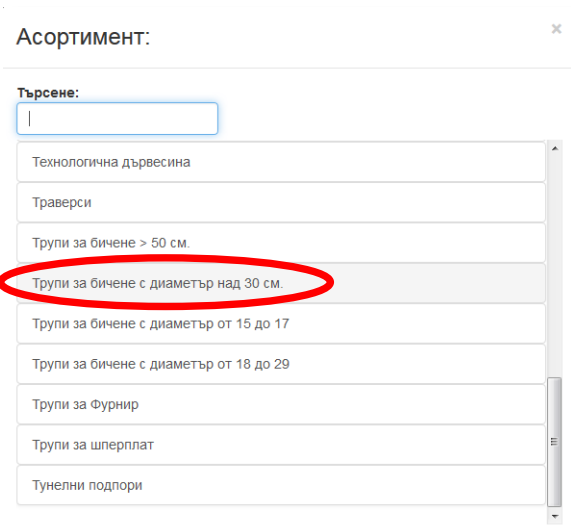 Асортимент:
×
Търсене:
Технологична дървесина
Траверси
Трупи за бичене > 50 см.
Трупи за бичене с диаметър над 30 см.
Трупи за бичене с диаметър от 15 до 17
Трупи за бичене с диаметър от 18 до 29
Трупи за Фурнир
Трупи за шперплат
Тунелни подпори